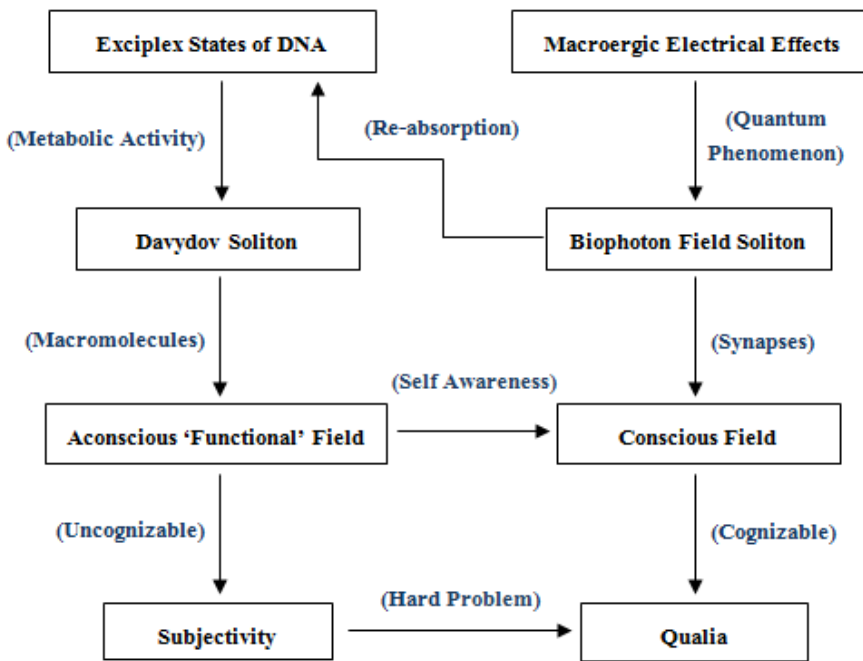 Exciplex States of DNA
Macroergic Electrical Effects
(Metabolic Activity)
(Re-absorption)
(Quantum
Phenomenon)
Davydov Soliton
Biophoton Field Soliton
(Macromolecules)
(Synapses)
(Self Awareness)
Aconscious ‘Functional’ Field
Conscious Field
(Uncognizable)
(Cognizable)
(Hard Problem)
Subjectivity
Qualia